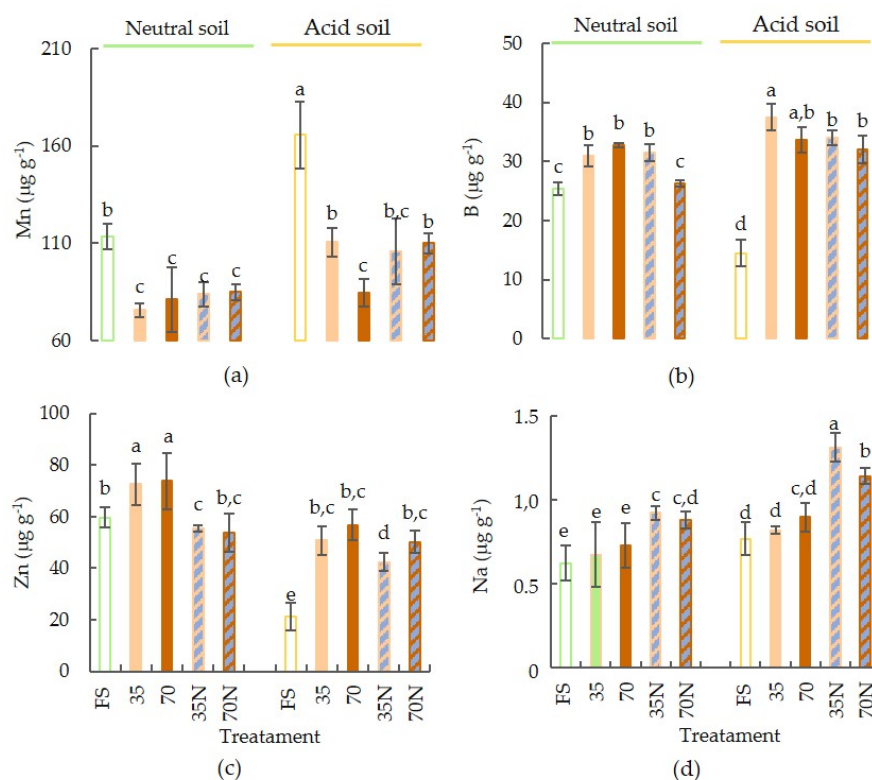 Neutral soil
Acid soil
Mn (µg g⁻¹)
210
160
110
60
b
c
c
c
c
a
b
c
b,c
b
(a)
Neutral soil
Acid soil
B (µg g⁻¹)
50
40
30
20
10
0
c
b
b
b
c
d
a
a,b
b
b
(b)
Zn (µg g⁻¹)
100
80
60
40
20
0
b
a
a
c
b,c
e
b,c
b,c
d
b,c
FS
35
70
35N
70N
FS
35
70
35N
70N
Treatament
(c)
Na (µg g⁻¹)
1.5
1,0
0.5
0
e
e
e
c
c,d
d
d
c,d
a
b
FS
35
70
35N
70N
FS
35
70
35N
70N
Treatament
(d)